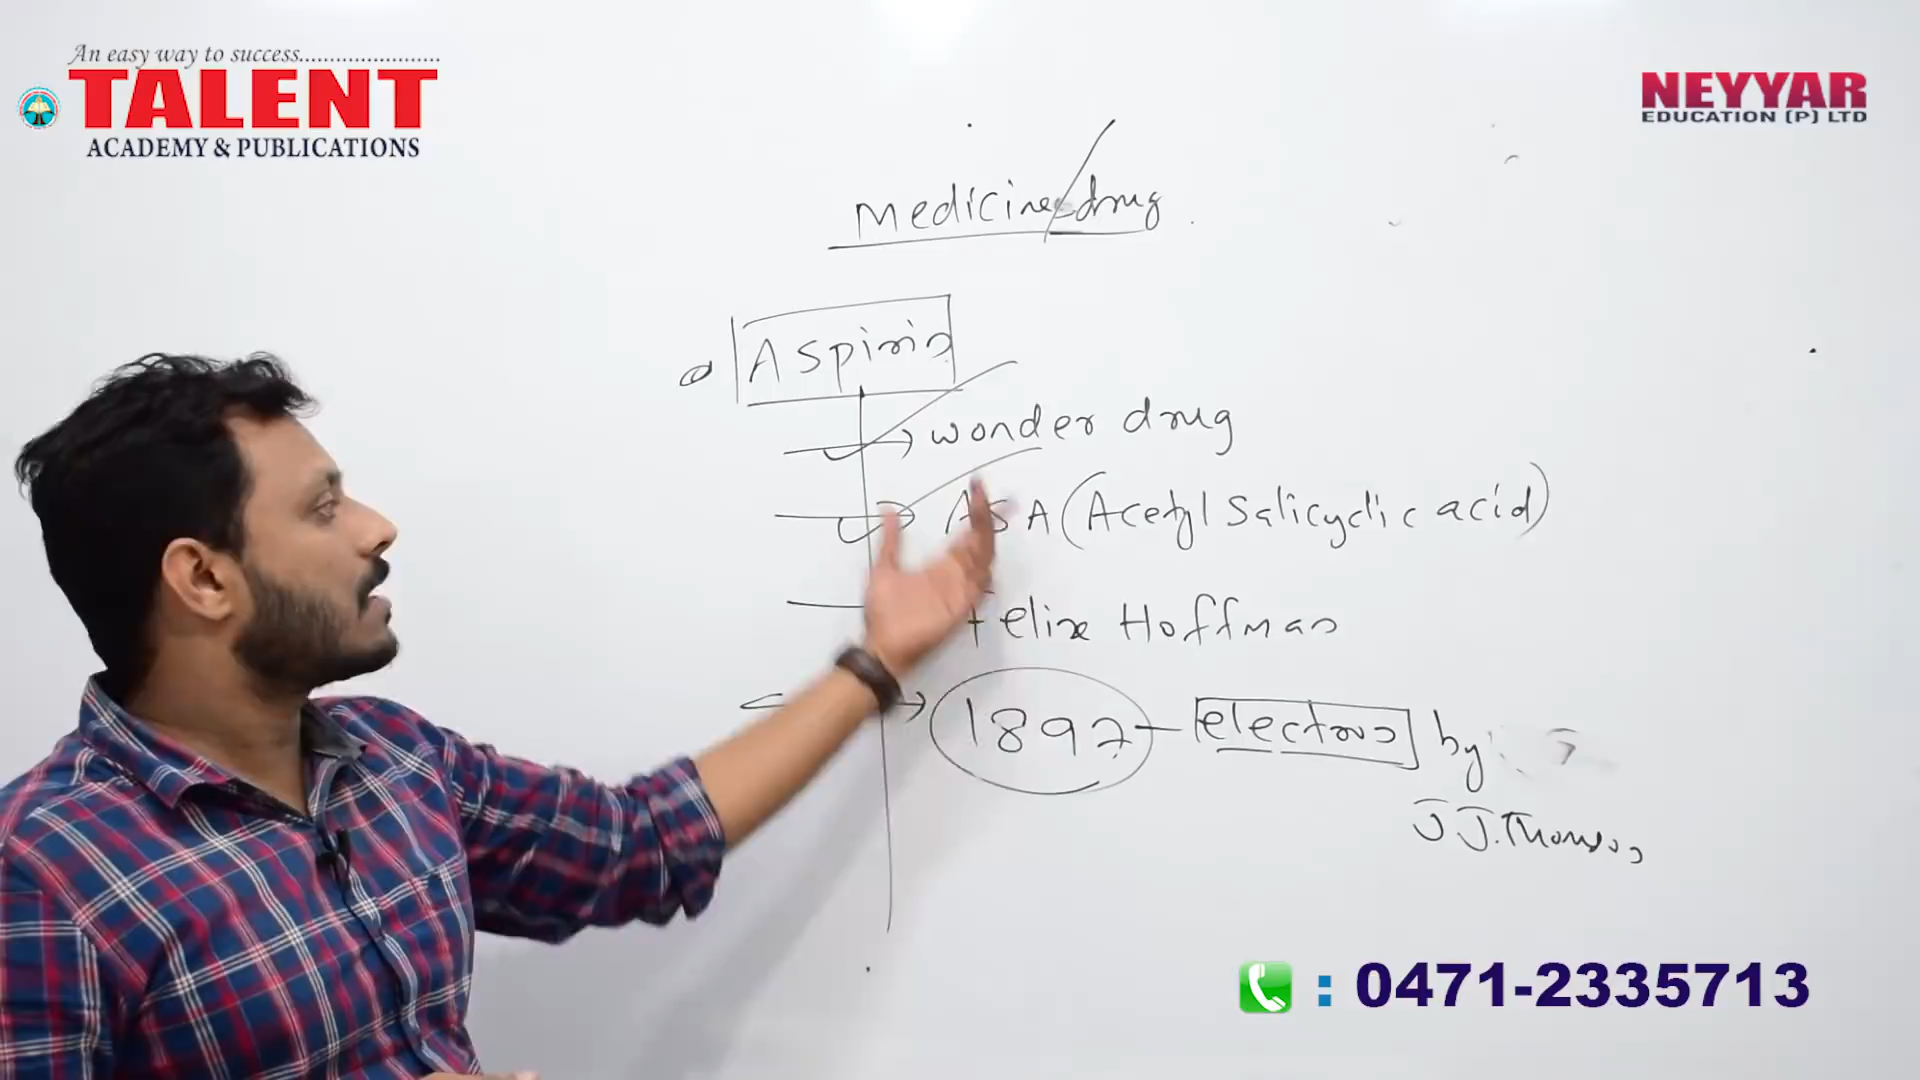 An easy way to success.......................
TALENT
ACADEMY & PUBLICATIONS
NEYYAR
EDUCATION (P) LTD
Medicine/drug
Aspirin
→ wonder drug
→ ASA (Acetyl Salicyclic acid)
Felix Hoffman
→ 1897 - electron by
J J. Thomson
: 0471-2335713